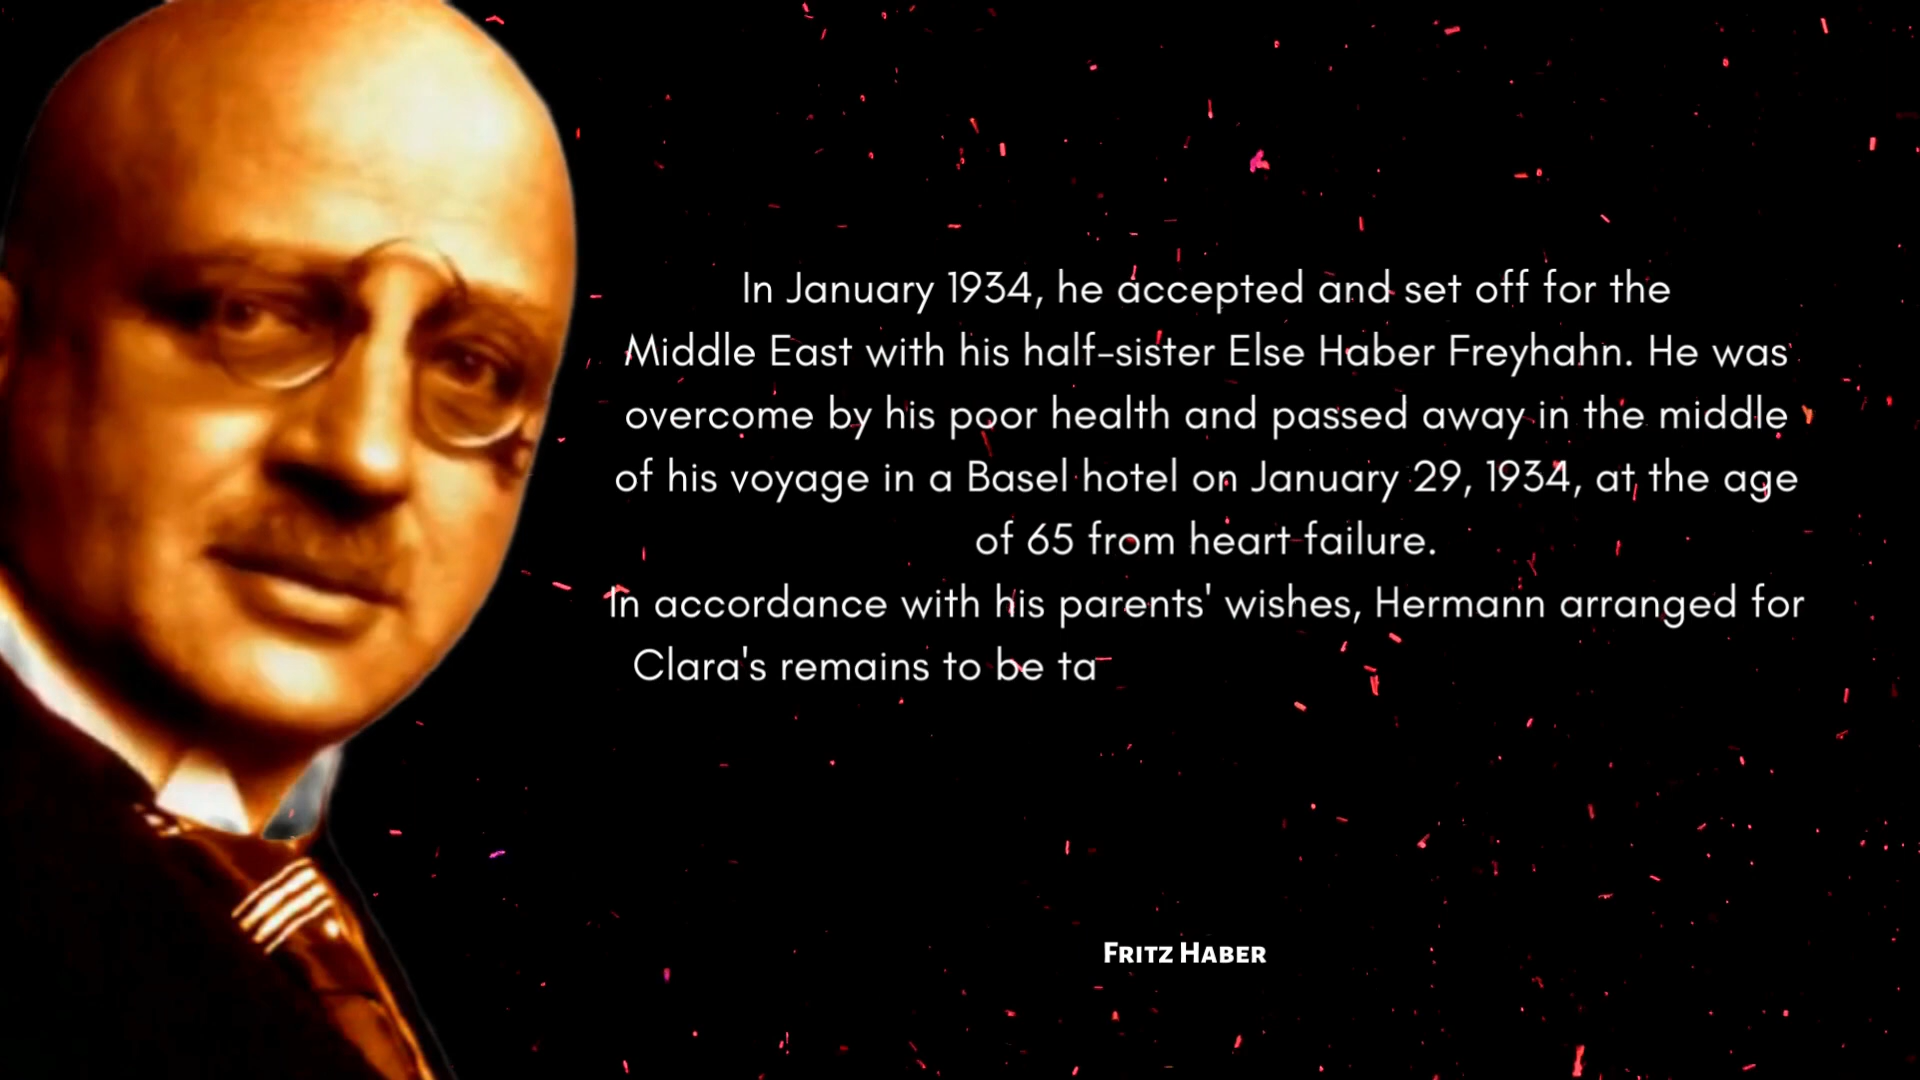 In January 1934, he accepted and set off for the
Middle East with his half-sister Else Haber Freyhahn. He was
overcome by his poor health and passed away in the middle
of his voyage in a Basel hotel on January 29, 1934, at the age
of 65 from heart failure.
In accordance with his parents' wishes, Hermann arranged for
Clara's remains to be ta
Fritz Haber